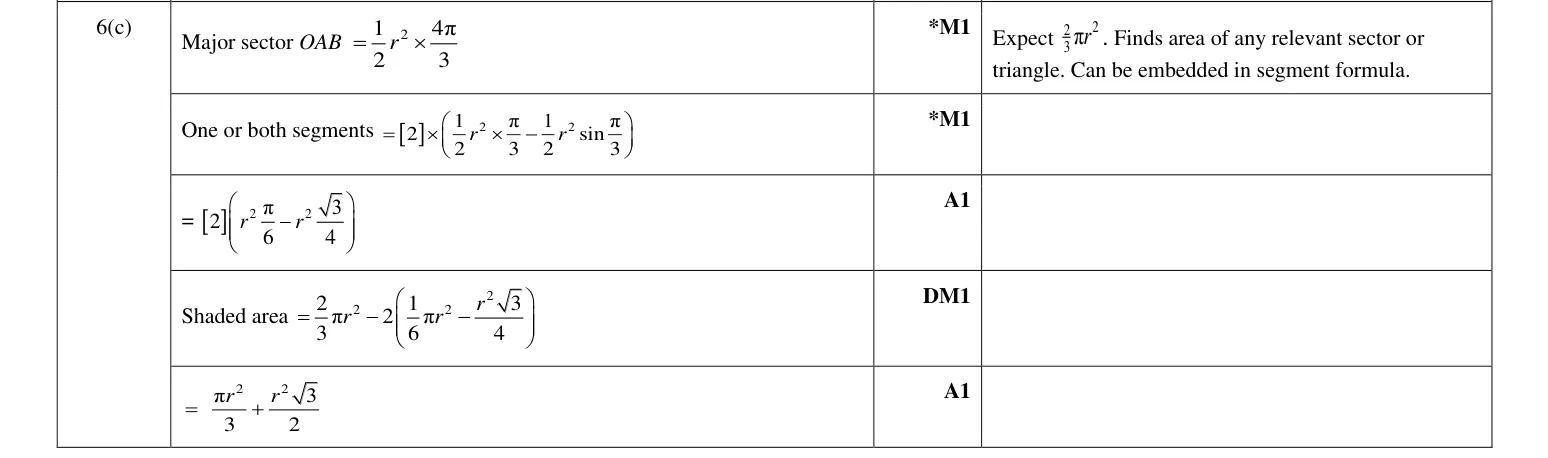 6(c)
Major sector OAB = 1/2 r² × 4π/3
*M1
Expect 2/3 πr². Finds area of any relevant sector or
triangle. Can be embedded in segment formula.
One or both segments = [2]×(1/2 r² × π/3 − 1/2 r² sin π/3)
*M1
= [2](r² π/6 − r² √3/4)
A1
Shaded area = 2/3 πr² − 2(1/6 πr² − r²√3/4)
DM1
= πr²/3 + r²√3/2
A1